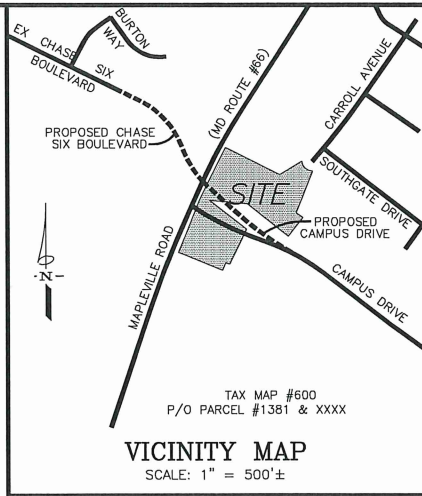 BURTON
WAY
EX CHASE SIX
BOULEVARD
(MD ROUTE #66)
CARROLL AVENUE
PROPOSED CHASE
SIX BOULEVARD
SITE
SOUTHGATE DRIVE
PROPOSED
CAMPUS DRIVE
-N-
MAPLEVILLE ROAD
CAMPUS DRIVE
TAX MAP #600
P/O PARCEL #1381 & XXXX
VICINITY MAP
SCALE: 1" = 500'±